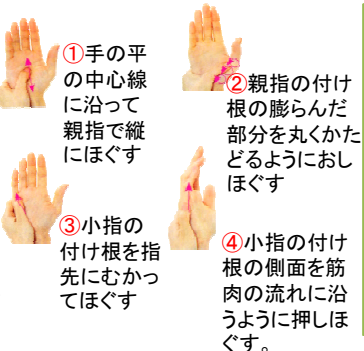 ①手の平
の中心線
に沿って
親指で縦
にほぐす
②親指の付け
根の膨らんだ
部分を丸くかた
どるようにおし
ほぐす
③小指の
付け根を指
先にむかっ
てほぐす
④小指の付け
根の側面を筋
肉の流れに沿
うように押しほ
ぐす。